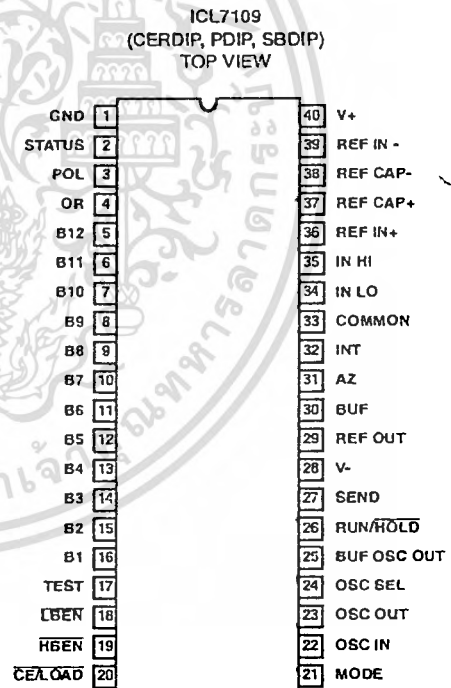 ICL7109
(CERDIP, PDIP, SBDIP)
TOP VIEW
GND 1
STATUS 2
POL 3
OR 4
B12 5
B11 6
B10 7
B9 8
B8 9
B7 10
B6 11
B5 12
B4 13
B3 14
B2 15
B1 16
TEST 17
LBEN 18
HBEN 19
CE/LOAD 20
40 V+
39 REF IN -
38 REF CAP-
37 REF CAP+
36 REF IN+
35 IN HI
34 IN LO
33 COMMON
32 INT
31 AZ
30 BUF
29 REF OUT
28 V-
27 SEND
26 RUN/HOLD
25 BUF OSC OUT
24 OSC SEL
23 OSC OUT
22 OSC IN
21 MODE